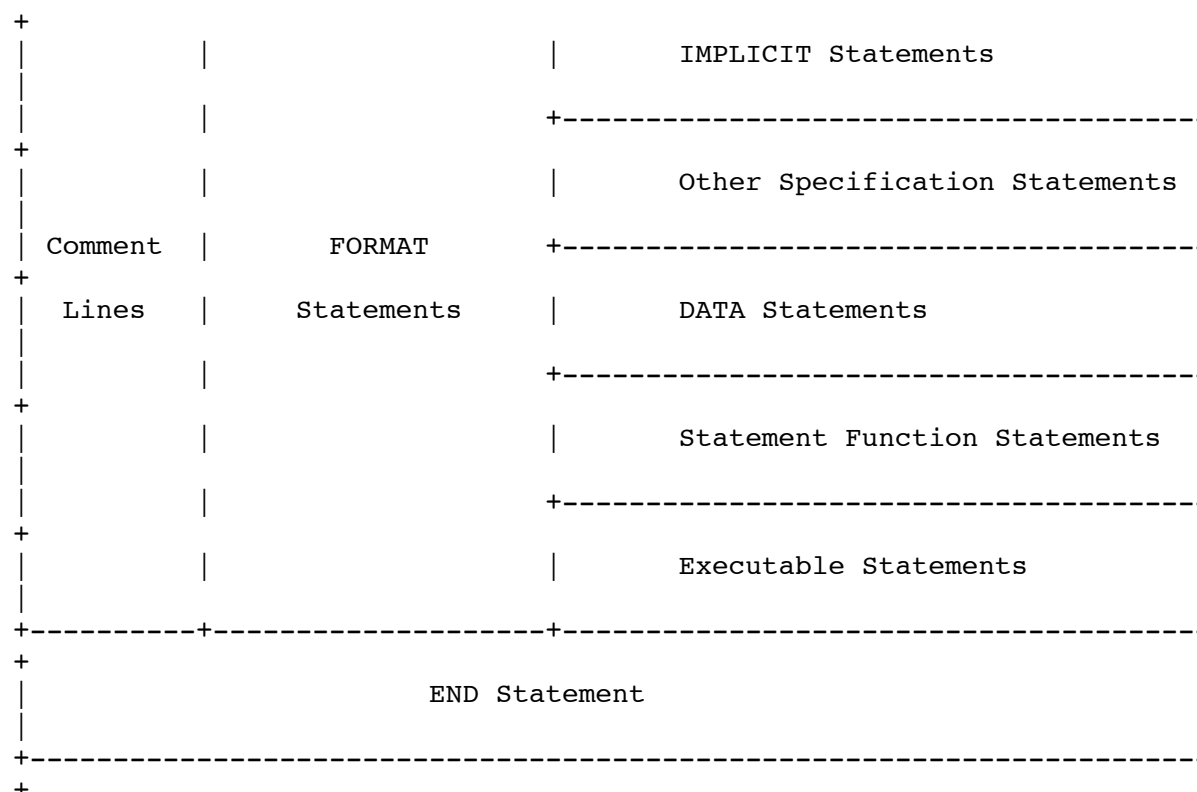 +
|          |                    |       IMPLICIT Statements
|
|          |                    +---------------------------------------
+
|          |                    |       Other Specification Statements
|
| Comment  |       FORMAT       +---------------------------------------
+
|  Lines   |     Statements     |       DATA Statements
|
|          |                    +---------------------------------------
+
|          |                    |       Statement Function Statements
|
|          |                    +---------------------------------------
+
|          |                    |       Executable Statements
|
+----------+--------------------+---------------------------------------
+
|                        END Statement
|
+-----------------------------------------------------------------------
+